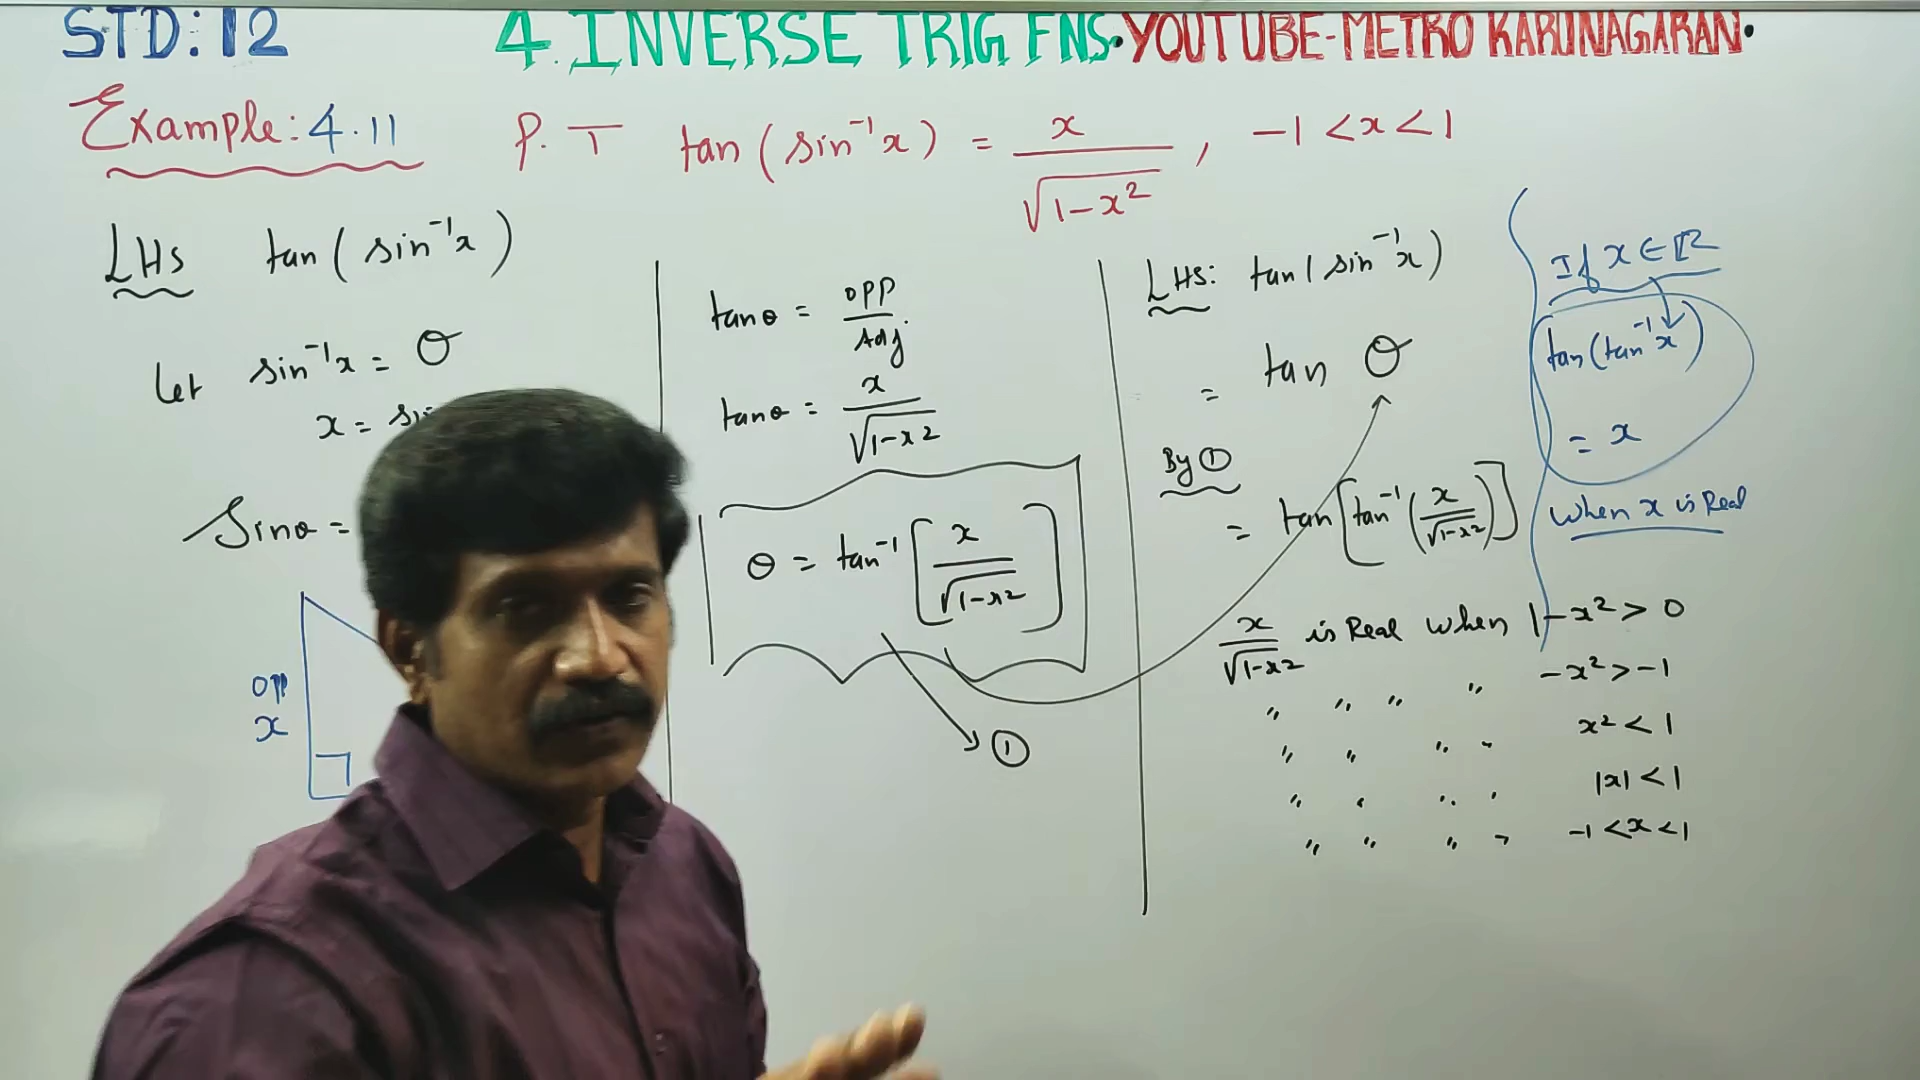 STD: 12 4. INVERSE TRIG FNS. YOUTUBE-METRO KARUNAGARAN.
Example: 4.11 P.T tan(sin⁻¹x) = x/√(1-x²), -1<x<1
LHS tan(sin⁻¹x)
Let sin⁻¹x = θ
x =
Sinθ =
opp
x
tanθ = opp/Adj.
tanθ = x/√(1-x2)
θ = tan⁻¹[x/√(1-x2)]
①
LHS: tan(sin⁻¹x)
= tan θ
By ①
= tan[tan⁻¹(x/√(1-x²))]
x/√(1-x2) is Real when 1-x²>0
〃 〃 〃 〃 -x²>-1
〃 〃 〃 〃 x²<1
〃 〃 〃 〃 |x|<1
〃 〃 〃 〃 -1<x<1
If x∈R
tan(tan⁻¹x)
= x
when x is Real